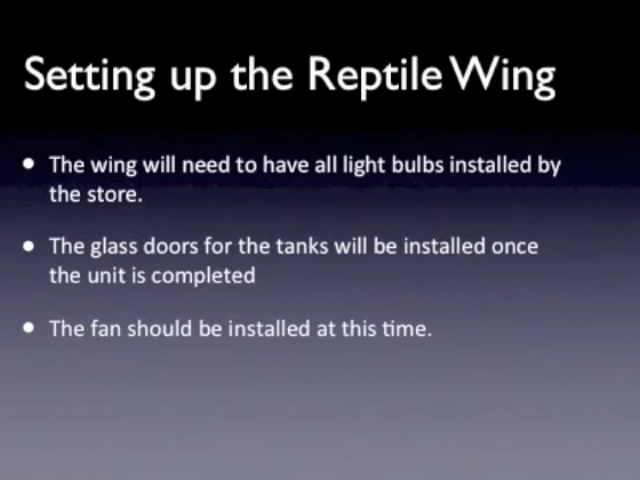 Setting up the Reptile Wing
• The wing will need to have all light bulbs installed by
the store.
• The glass doors for the tanks will be installed once
the unit is completed
• The fan should be installed at this time.